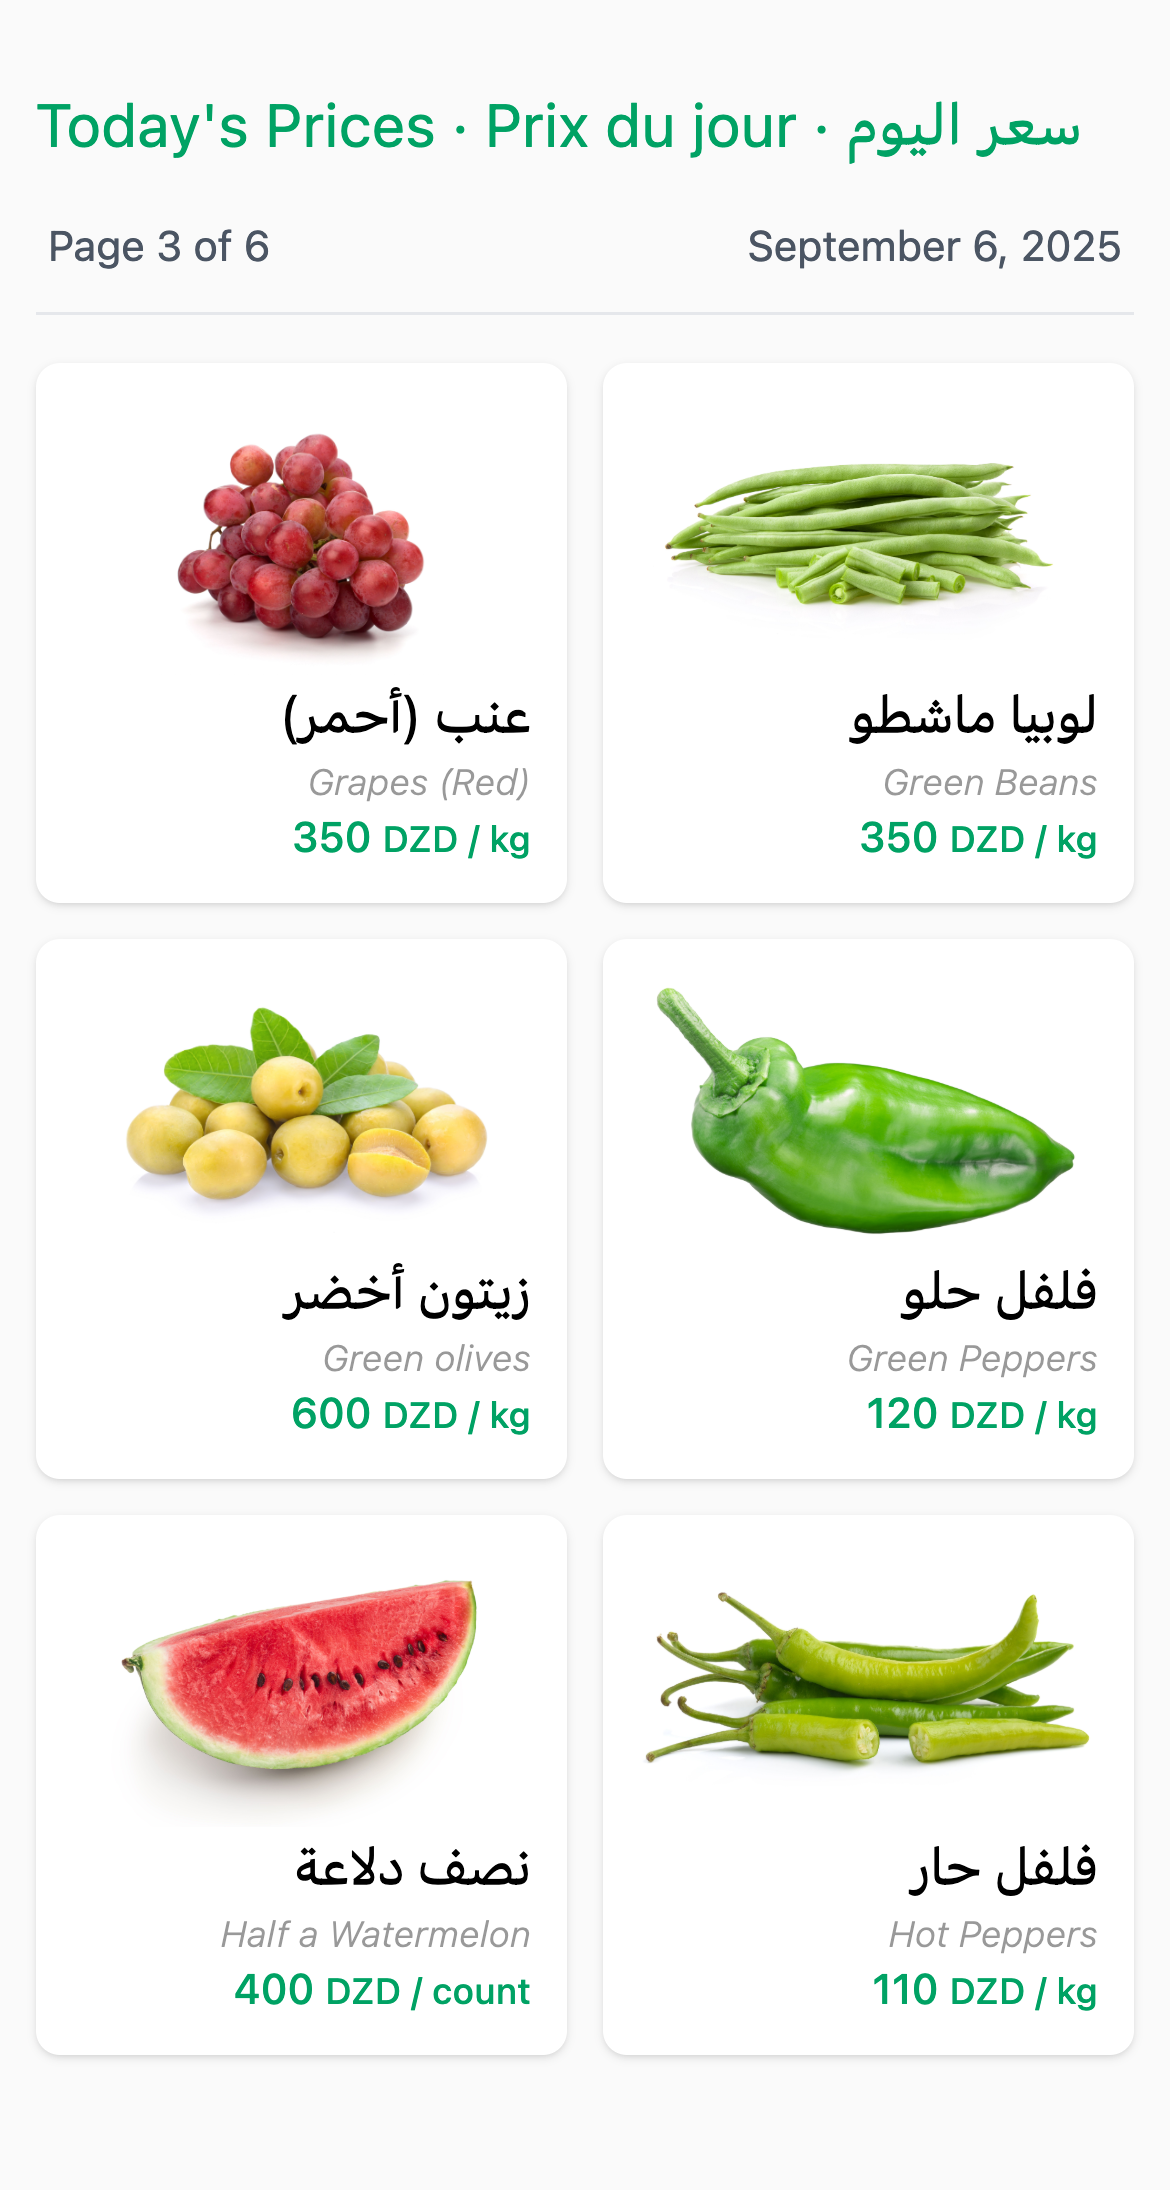 Today's Prices · Prix du jour · سعر اليوم
Page 3 of 6
September 6, 2025
عنب (أحمر)
Grapes (Red)
350 DZD / kg
لوبيا ماشطو
Green Beans
350 DZD / kg
زيتون أخضر
Green olives
600 DZD / kg
فلفل حلو
Green Peppers
120 DZD / kg
نصف دلاعة
Half a Watermelon
400 DZD / count
فلفل حار
Hot Peppers
110 DZD / kg